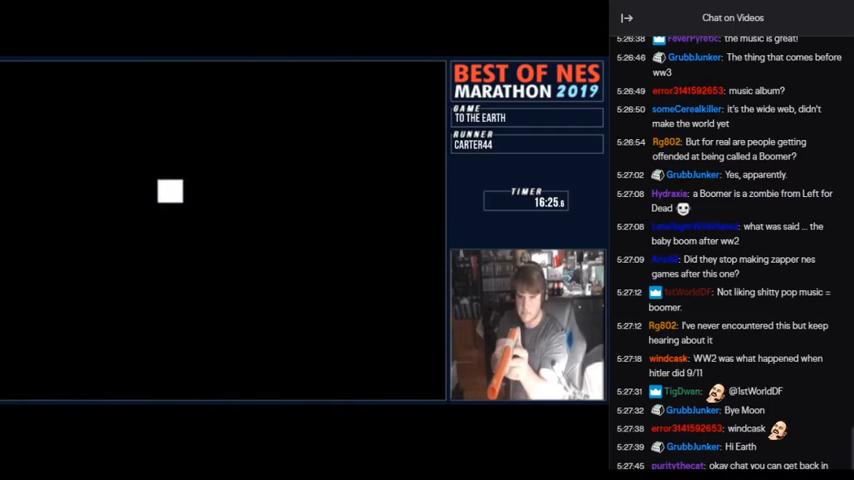 BEST OF NES
MARATHON 2019
GAME
TO THE EARTH
RUNNER
CARTER44
TIMER
16:25.6
Chat on Videos
5:26:38 FeverPyretic: the music is great!
5:26:46 GrubbJunker: The thing that comes before
ww3
5:26:49 error3141592653: music album?
5:26:50 someCerealkiller: it's the wide web, didn't
make the world yet
5:26:54 Rg802: But for real are people getting
offended at being called a Boomer?
5:27:02 GrubbJunker: Yes, apparently.
5:27:08 Hydraxia: a Boomer is a zombie from Left for
Dead
5:27:08 what was said ... the
baby boom after ww2
5:27:09 Did they stop making zapper nes
games after this one?
5:27:12 1stWorldDF: Not liking shitty pop music =
boomer.
5:27:12 Rg802: I've never encountered this but keep
hearing about it
5:27:18 windcask: WW2 was what happened when
hitler did 9/11
5:27:31 TigDwan: @1stWorldDF
5:27:32 GrubbJunker: Bye Moon
5:27:38 error3141592653: windcask
5:27:39 GrubbJunker: Hi Earth
5:27:45 puritythecat: okay chat you can get back in